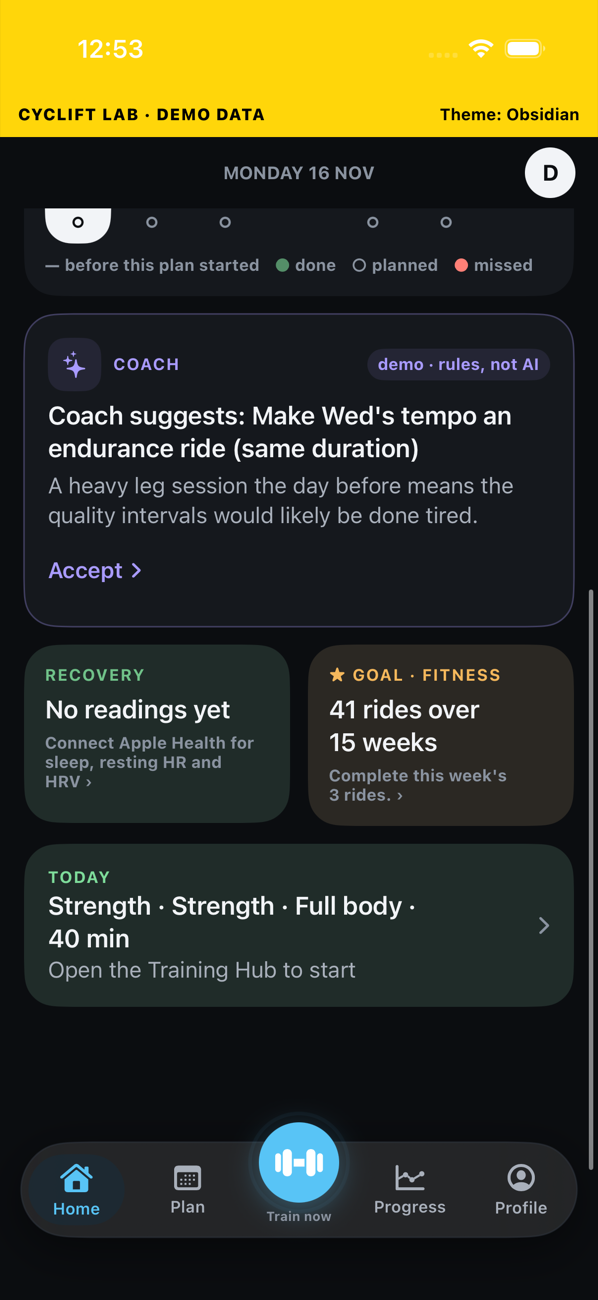 12:53
CYCLIFT LAB · DEMO DATA
Theme: Obsidian
MONDAY 16 NOV
D
— before this plan started
done
planned
missed
COACH
demo · rules, not AI
Coach suggests: Make Wed's tempo an
endurance ride (same duration)
A heavy leg session the day before means the
quality intervals would likely be done tired.
Accept ›
RECOVERY
No readings yet
Connect Apple Health for
sleep, resting HR and
HRV ›
★ GOAL · FITNESS
41 rides over
15 weeks
Complete this week's
3 rides. ›
TODAY
Strength · Strength · Full body ·
40 min
Open the Training Hub to start
Home
Plan
Train now
Progress
Profile